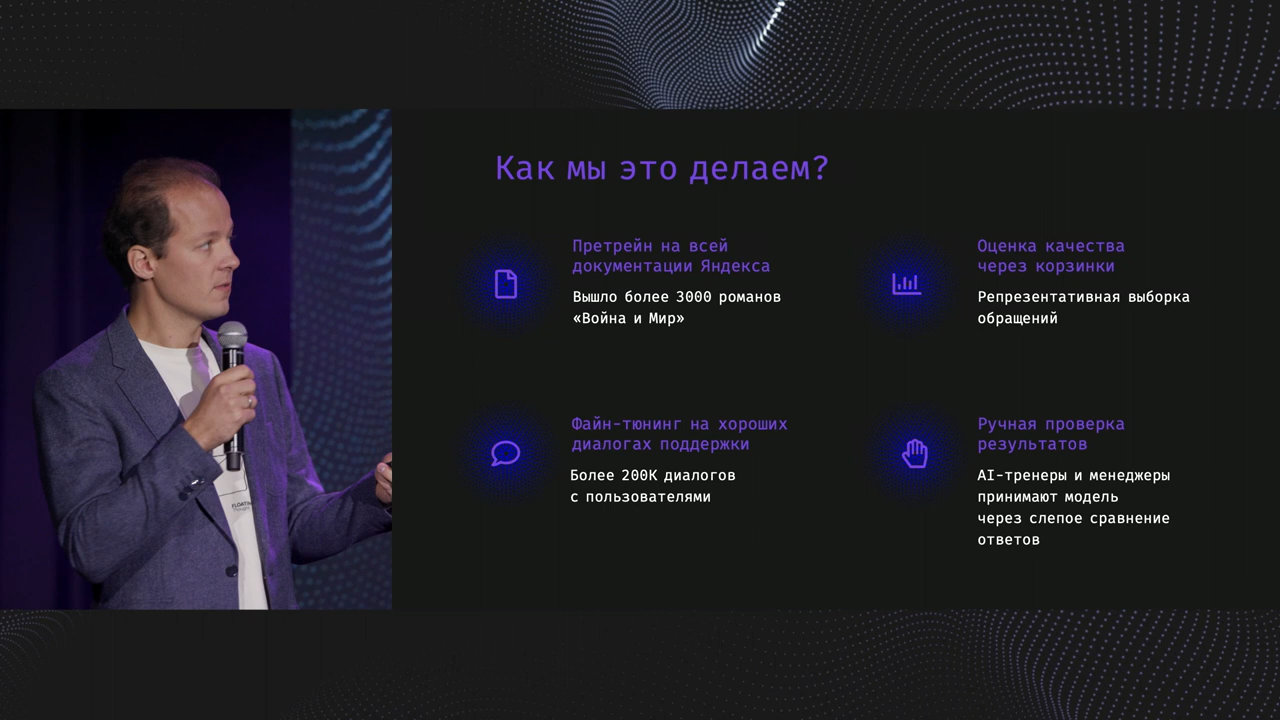 Как мы это делаем?
Претрейн на всей
документации Яндекса
Вышло более 3000 романов
«Война и Мир»
Оценка качества
через корзинки
Репрезентативная выборка
обращений
Файн-тюнинг на хороших
диалогах поддержки
Более 200К диалогов
с пользователями
Ручная проверка
результатов
AI-тренеры и менеджеры
принимают модель
через слепое сравнение
ответов